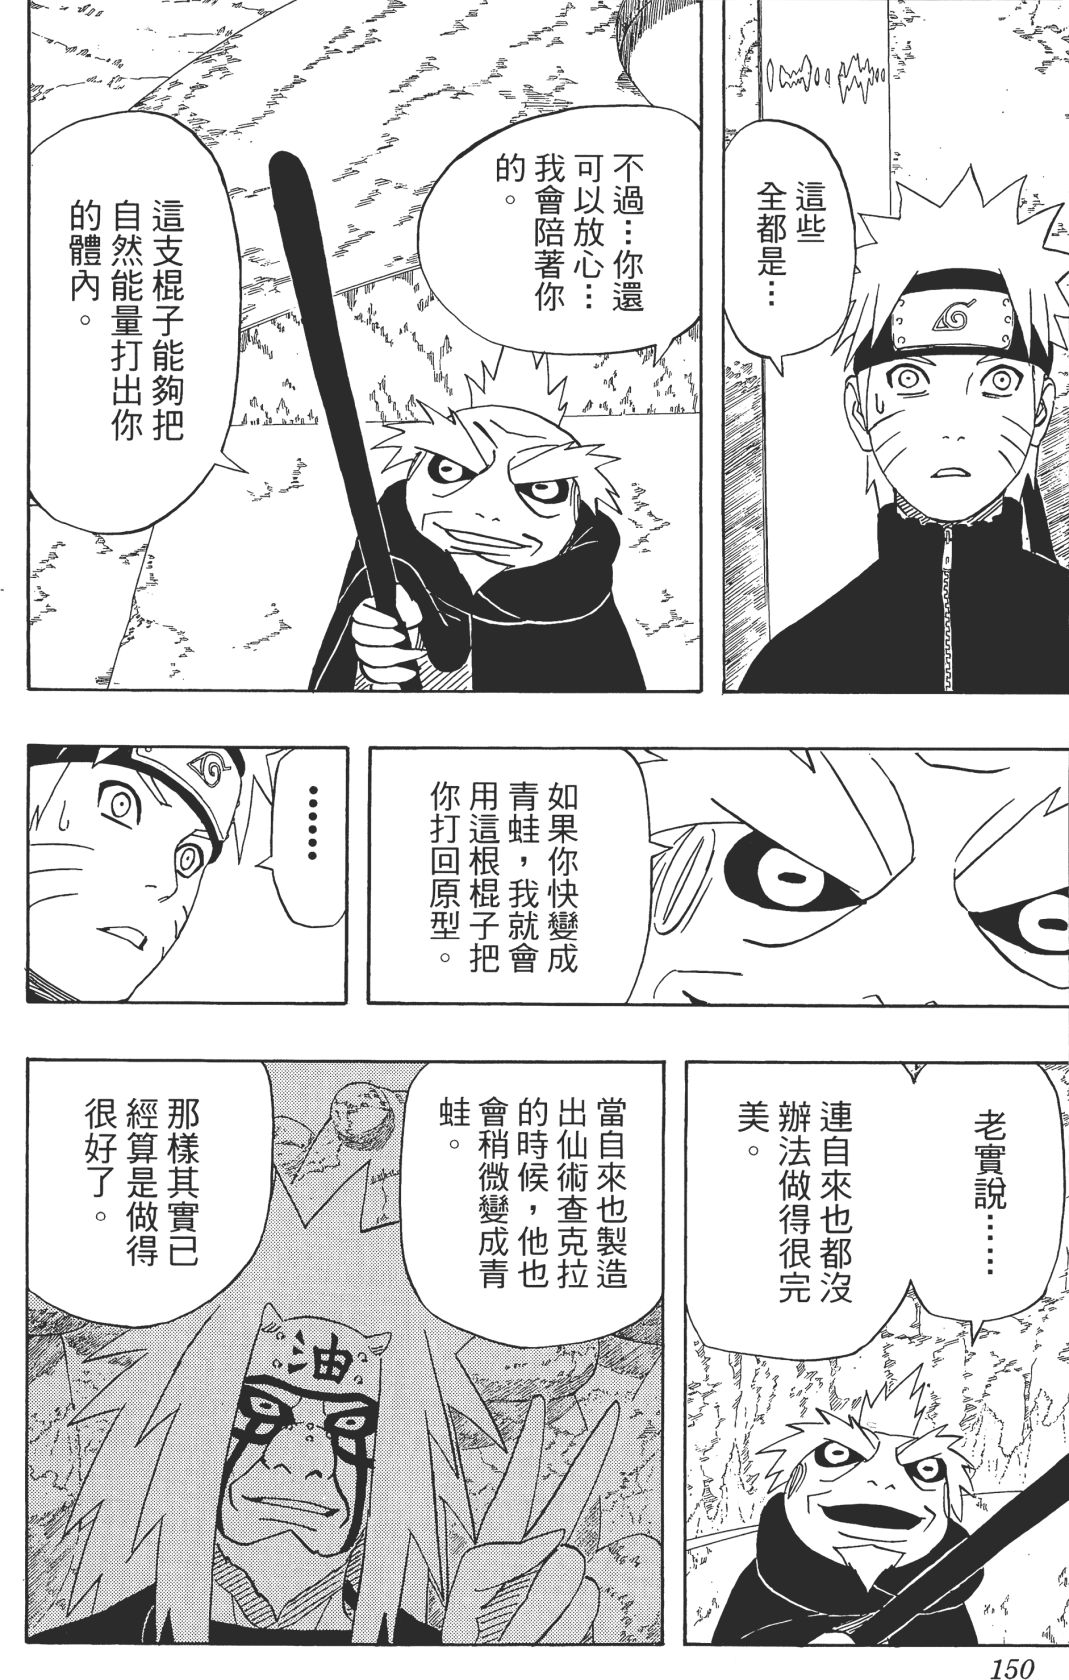 這些
全都是…
不過…你還
可以放心…
我會陪著你
的。
這支棍子能夠把
自然能量打出你
的體內。
如果你快變成
青蛙，我就會
用這根棍子把
你打回原型。
……
老實說……
連自來也都沒
辦法做得很完
美。
當自來也製造
出仙術查克拉
的時候，他也
會稍微變成青
蛙。
那樣其實已
經算是做得
很好了。
油
150